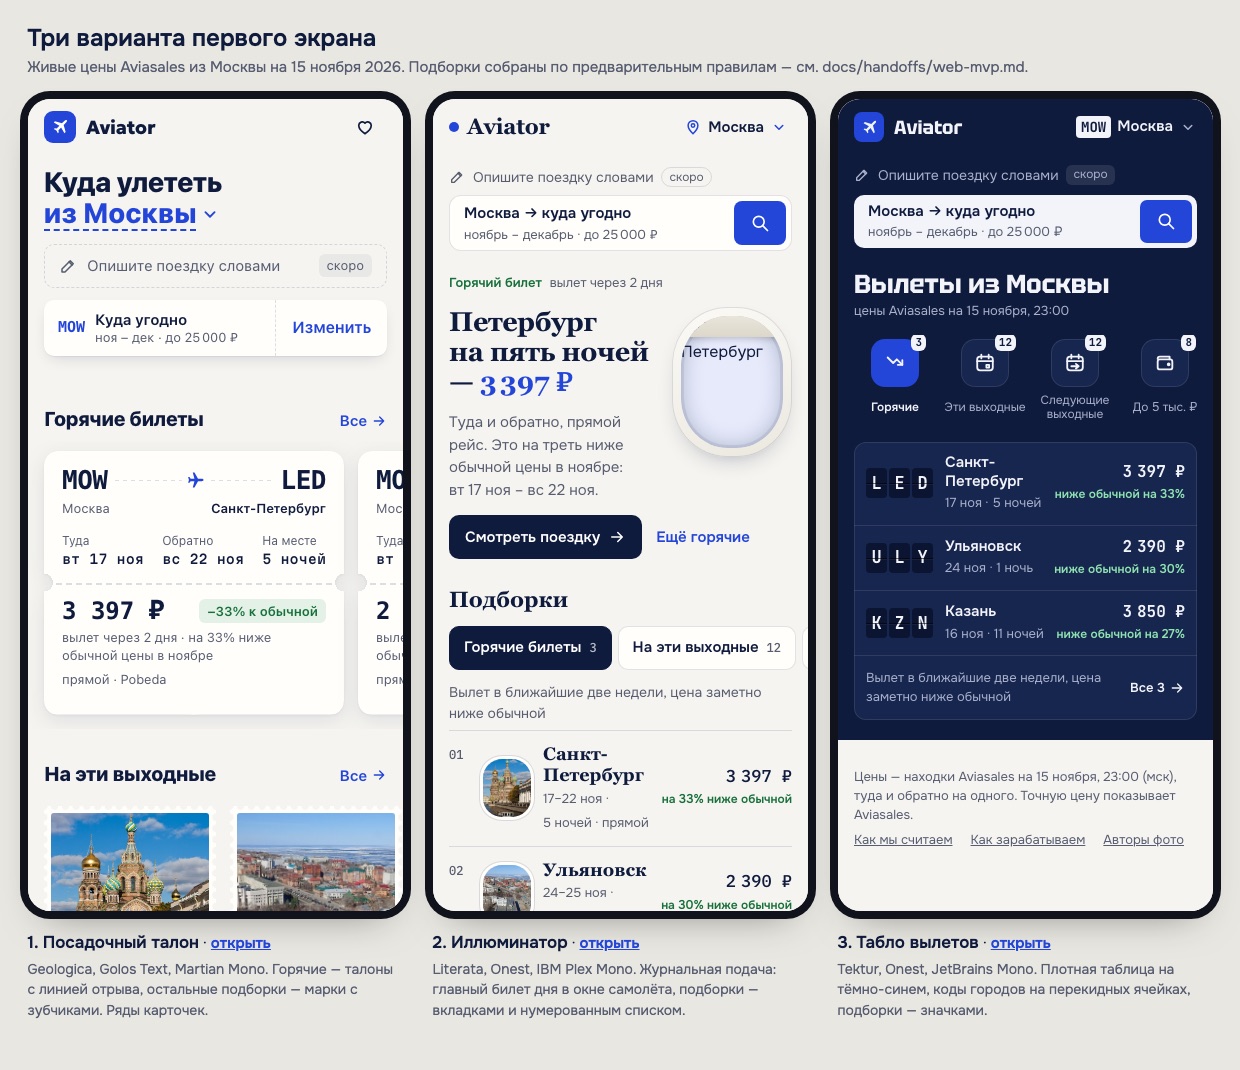 Три варианта первого экрана
Живые цены Aviasales из Москвы на 15 ноября 2026. Подборки собраны по предварительным правилам — см. docs/handoffs/web-mvp.md.
Aviator
Куда улететь
из Москвы
Опишите поездку словами
скоро
MOW
Куда угодно
ноя – дек · до 25 000 ₽
Изменить
Горячие билеты
Все →
MOW
LED
Москва
Санкт-Петербург
Туда
Обратно
На месте
вт 17 ноя
вс 22 ноя
5 ночей
3 397 ₽
−33% к обычной
вылет через 2 дня · на 33% ниже
обычной цены в ноябре
прямой · Pobeda
На эти выходные
Все →
Aviator
Москва
Опишите поездку словами
скоро
Москва → куда угодно
ноябрь – декабрь · до 25 000 ₽
Горячий билет вылет через 2 дня
Петербург
на пять ночей
— 3 397 ₽
Петербург
Туда и обратно, прямой
рейс. Это на треть ниже
обычной цены в ноябре:
вт 17 ноя – вс 22 ноя.
Смотреть поездку →
Ещё горячие
Подборки
Горячие билеты 3
На эти выходные 12
Вылет в ближайшие две недели, цена заметно
ниже обычной
01
Санкт-
Петербург
17–22 ноя ·
5 ночей · прямой
3 397 ₽
на 33% ниже обычной
02
Ульяновск
24–25 ноя ·
2 390 ₽
на 30% ниже обычной
Aviator
MOW Москва
Опишите поездку словами
скоро
Москва → куда угодно
ноябрь – декабрь · до 25 000 ₽
Вылеты из Москвы
цены Aviasales на 15 ноября, 23:00
3
Горячие
12
Эти выходные
12
Следующие
выходные
8
До 5 тыс. ₽
LED
Санкт-
Петербург
17 ноя · 5 ночей
3 397 ₽
ниже обычной на 33%
ULY
Ульяновск
24 ноя · 1 ночь
2 390 ₽
ниже обычной на 30%
KZN
Казань
16 ноя · 11 ночей
3 850 ₽
ниже обычной на 27%
Вылет в ближайшие две недели, цена
заметно ниже обычной
Все 3 →
Цены — находки Aviasales на 15 ноября, 23:00 (мск),
туда и обратно на одного. Точную цену показывает
Aviasales.
Как мы считаем
Как зарабатываем
Авторы фото
1. Посадочный талон · открыть
Geologica, Golos Text, Martian Mono. Горячие — талоны
с линией отрыва, остальные подборки — марки с
зубчиками. Ряды карточек.
2. Иллюминатор · открыть
Literata, Onest, IBM Plex Mono. Журнальная подача:
главный билет дня в окне самолёта, подборки —
вкладками и нумерованным списком.
3. Табло вылетов · открыть
Tektur, Onest, JetBrains Mono. Плотная таблица на
тёмно-синем, коды городов на перекидных ячейках,
подборки — значками.